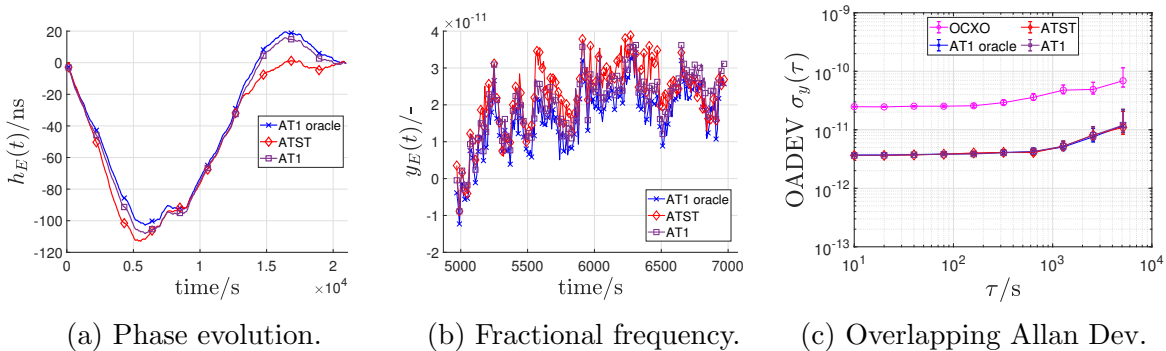 20
0
-20
-40
-60
-80
-100
-120
h_E(t)/ns
AT1 oracle
ATST
AT1
0
0.5
1
1.5
2
×10^4
time/s
(a) Phase evolution.
4 ×10^-11
3
2
1
0
-1
-2
y_E(t)/-
AT1 oracle
ATST
AT1
5000
5500
6000
6500
7000
time/s
(b) Fractional frequency.
10^-9
10^-10
10^-11
10^-12
10^-13
OADEV σ_y(τ)
OCXO ATST
AT1 oracle AT1
10^1
10^2
10^3
10^4
τ/s
(c) Overlapping Allan Dev.